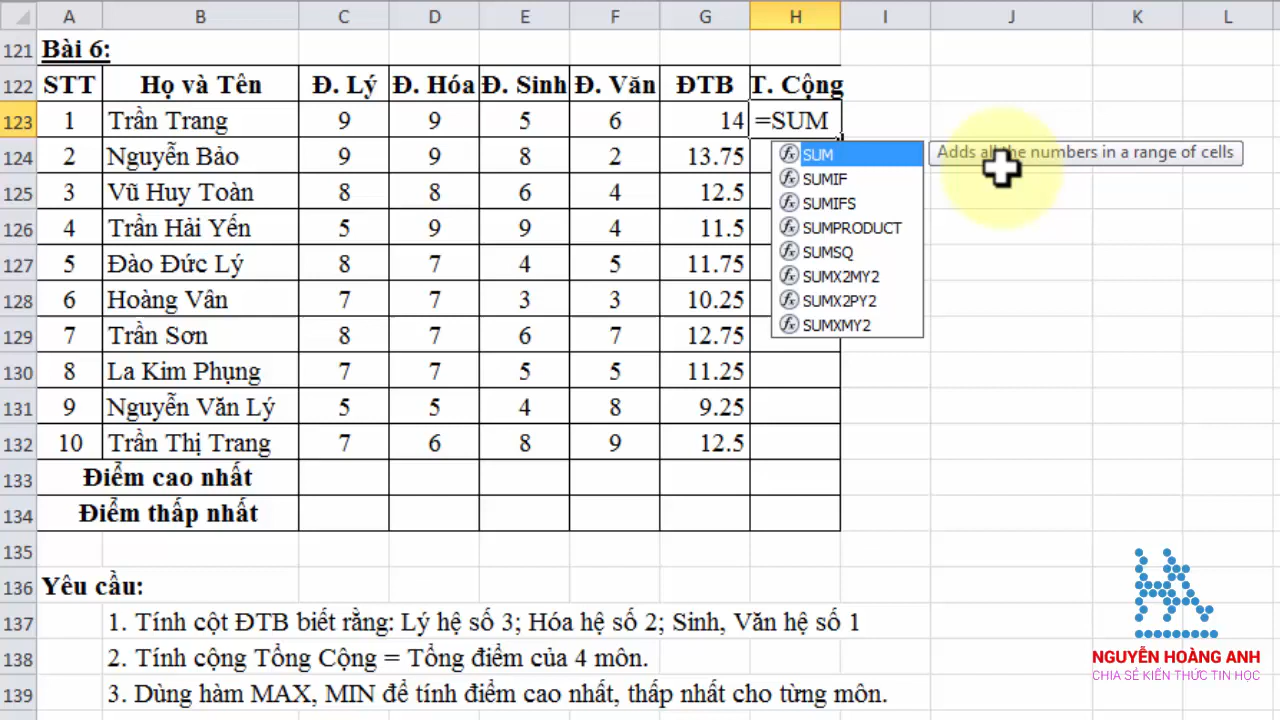 A B C D E F G H I J K L
121 Bài 6:
122 STT Họ và Tên Đ. Lý Đ. Hóa Đ. Sinh Đ. Văn ĐTB T. Cộng
123 1 Trần Trang 9 9 5 6 14 =SUM
124 2 Nguyễn Bảo 9 9 8 2 13.75 SUM Adds all the numbers in a range of cells
125 3 Vũ Huy Toàn 8 8 6 4 12.5 SUMIF
SUMIFS
126 4 Trần Hải Yến 5 9 9 4 11.5 SUMPRODUCT
127 5 Đào Đức Lý 8 7 4 5 11.75 SUMSQ
SUMX2MY2
128 6 Hoàng Vân 7 7 3 3 10.25 SUMX2PY2
129 7 Trần Sơn 8 7 6 7 12.75 SUMXMY2
130 8 La Kim Phụng 7 7 5 5 11.25
131 9 Nguyễn Văn Lý 5 5 4 8 9.25
132 10 Trần Thị Trang 7 6 8 9 12.5
133 Điểm cao nhất
134 Điểm thấp nhất
135
136 Yêu cầu:
137 1. Tính cột ĐTB biết rằng: Lý hệ số 3; Hóa hệ số 2; Sinh, Văn hệ số 1
138 2. Tính cộng Tổng Cộng = Tổng điểm của 4 môn.
139 3. Dùng hàm MAX, MIN để tính điểm cao nhất, thấp nhất cho từng môn.
NGUYỄN HOÀNG ANH
CHIA SẺ KIẾN THỨC TIN HỌC